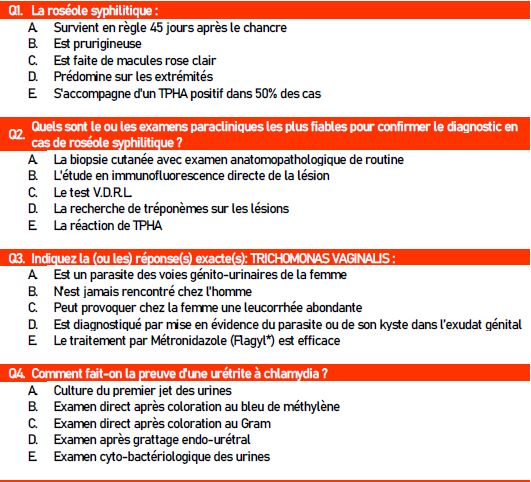 Q1. La roséole syphilitique :
A. Survient en règle 45 jours après le chancre
B. Est prurigineuse
C. Est faite de macules rose clair
D. Prédomine sur les extrémités
E. S'accompagne d'un TPHA positif dans 50% des cas
Q2. Quels sont le ou les examens paracliniques les plus fiables pour confirmer le diagnostic en
cas de roséole syphilitique ?
A. La biopsie cutanée avec examen anatomopathologique de routine
B. L'étude en immunofluorescence directe de la lésion
C. Le test V.D.R.L.
D. La recherche de tréponèmes sur les lésions
E. La réaction de TPHA
Q3. Indiquez la (ou les) réponse(s) exacte(s): TRICHOMONAS VAGINALIS :
A. Est un parasite des voies génito-urinaires de la femme
B. N'est jamais rencontré chez l'homme
C. Peut provoquer chez la femme une leucorrhée abondante
D. Est diagnostiqué par mise en évidence du parasite ou de son kyste dans l'exudat génital
E. Le traitement par Métronidazole (Flagyl*) est efficace
Q4. Comment fait-on la preuve d'une urétrite à chlamydia ?
A. Culture du premier jet des urines
B. Examen direct après coloration au bleu de méthylène
C. Examen direct après coloration au Gram
D. Examen après grattage endo-urétral
E. Examen cyto-bactériologique des urines